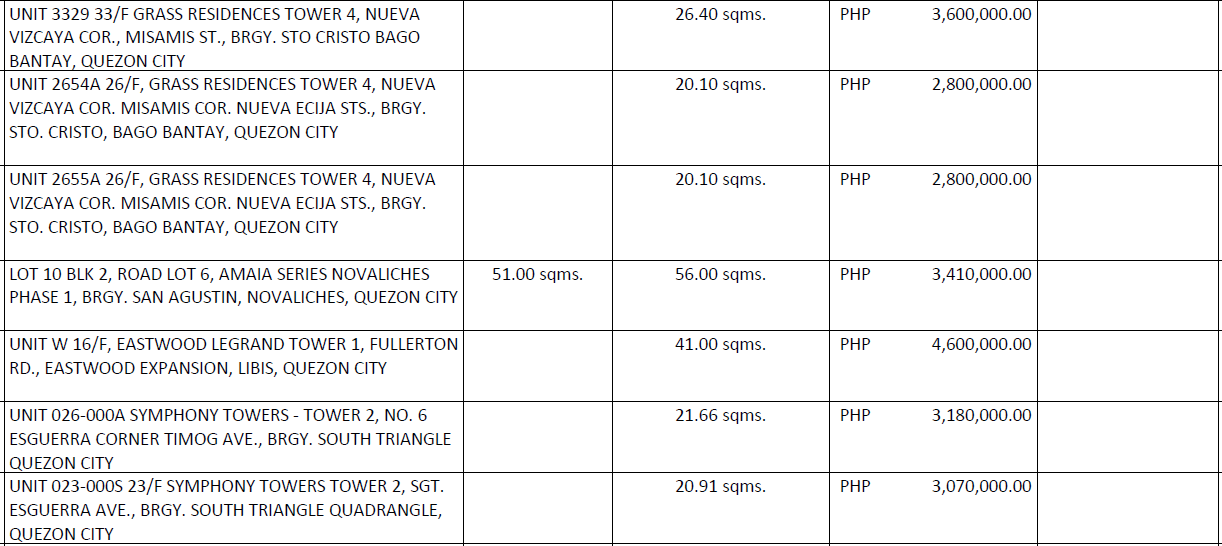 UNIT 3329 33/F GRASS RESIDENCES TOWER 4, NUEVA 26.40 sqms. PHP 3,600,000.00
VIZCAYA COR., MISAMIS ST., BRGY. STO CRISTO BAGO
BANTAY, QUEZON CITY
UNIT 2654A 26/F, GRASS RESIDENCES TOWER 4, NUEVA 20.10 sqms. PHP 2,800,000.00
VIZCAYA COR. MISAMIS COR. NUEVA ECIJA STS., BRGY.
STO. CRISTO, BAGO BANTAY, QUEZON CITY
UNIT 2655A 26/F, GRASS RESIDENCES TOWER 4, NUEVA 20.10 sqms. PHP 2,800,000.00
VIZCAYA COR. MISAMIS COR. NUEVA ECIJA STS., BRGY.
STO. CRISTO, BAGO BANTAY, QUEZON CITY
LOT 10 BLK 2, ROAD LOT 6, AMAIA SERIES NOVALICHES 51.00 sqms. 56.00 sqms. PHP 3,410,000.00
PHASE 1, BRGY. SAN AGUSTIN, NOVALICHES, QUEZON CITY
UNIT W 16/F, EASTWOOD LEGRAND TOWER 1, FULLERTON 41.00 sqms. PHP 4,600,000.00
RD., EASTWOOD EXPANSION, LIBIS, QUEZON CITY
UNIT 026-000A SYMPHONY TOWERS - TOWER 2, NO. 6 21.66 sqms. PHP 3,180,000.00
ESGUERRA CORNER TIMOG AVE., BRGY. SOUTH TRIANGLE
QUEZON CITY
UNIT 023-000S 23/F SYMPHONY TOWERS TOWER 2, SGT. 20.91 sqms. PHP 3,070,000.00
ESGUERRA AVE., BRGY. SOUTH TRIANGLE QUADRANGLE,
QUEZON CITY